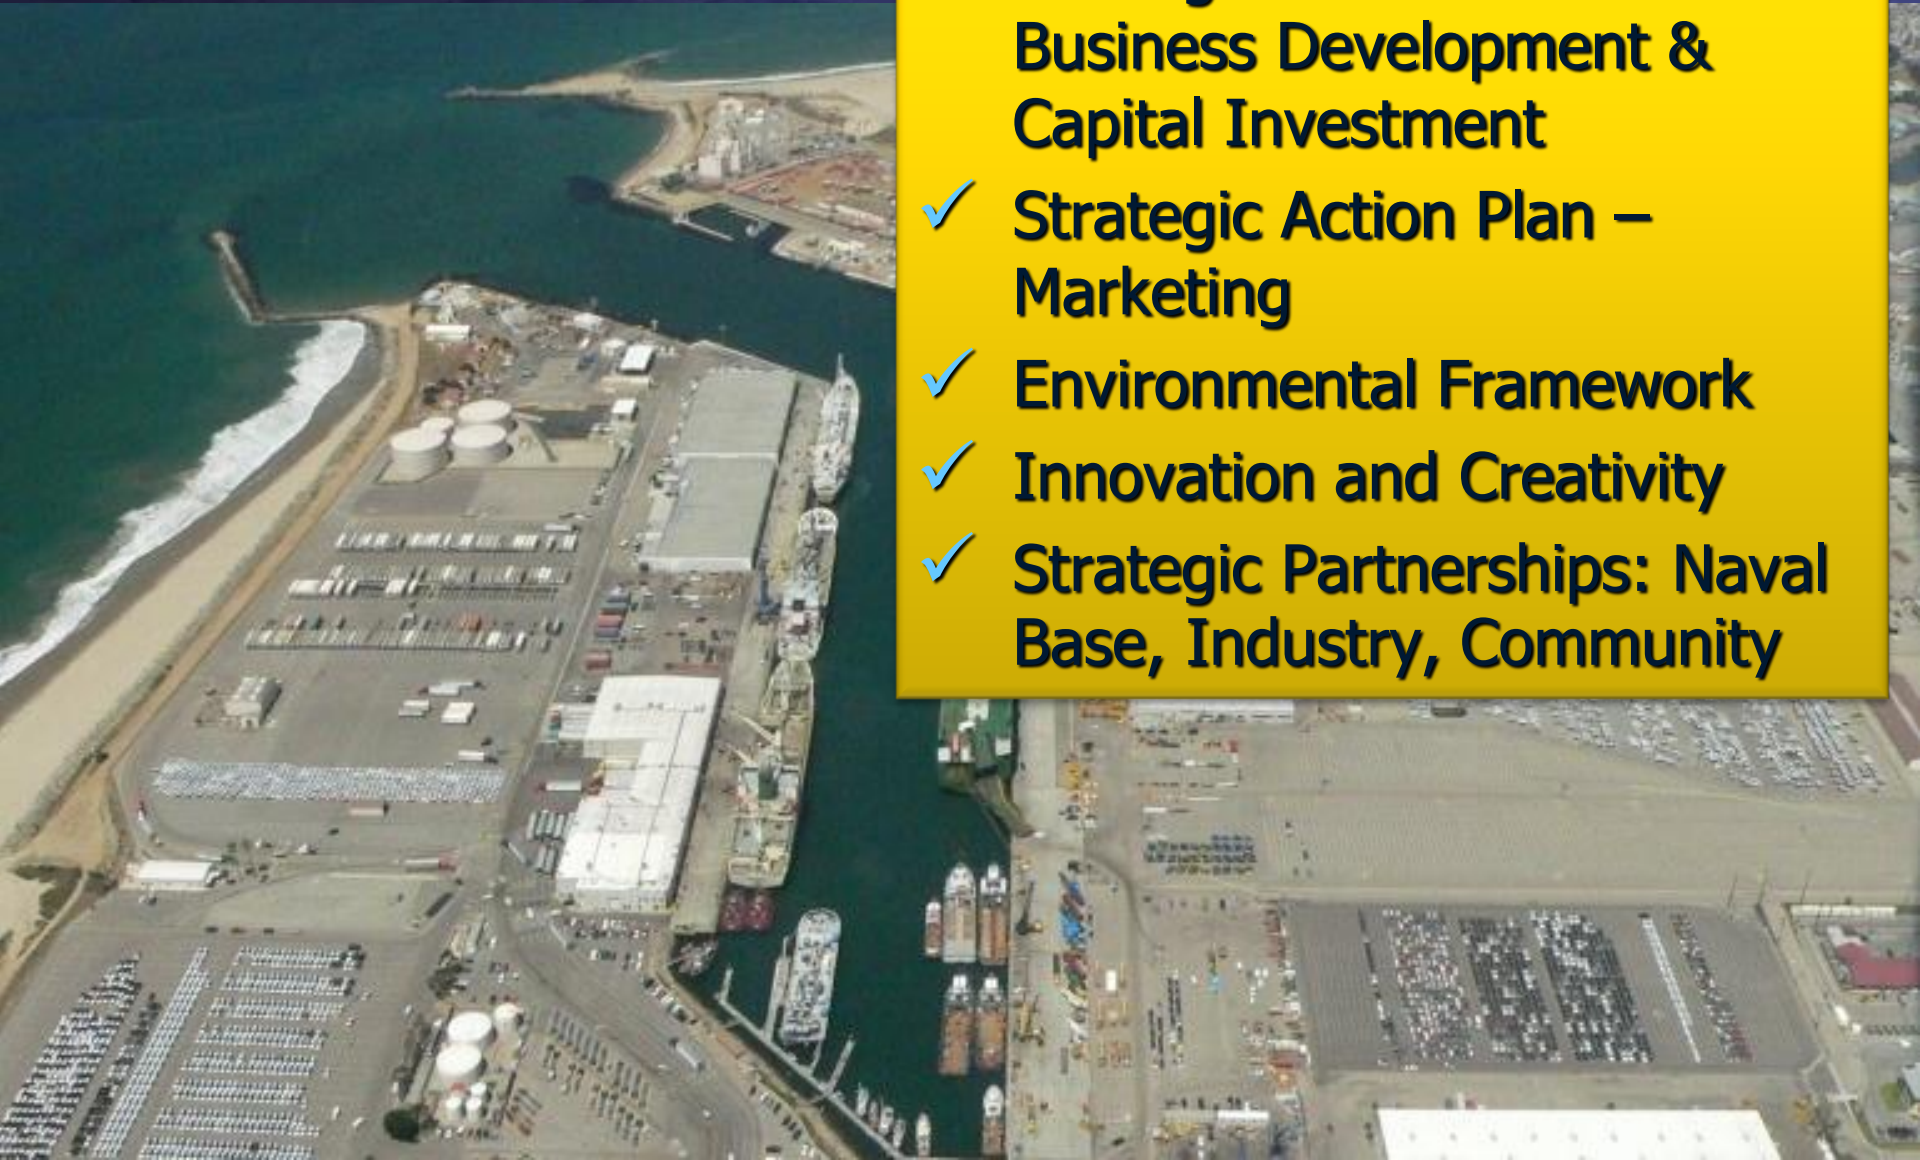 Business Development &
Capital Investment
✓ Strategic Action Plan –
Marketing
✓ Environmental Framework
✓ Innovation and Creativity
✓ Strategic Partnerships: Naval
Base, Industry, Community